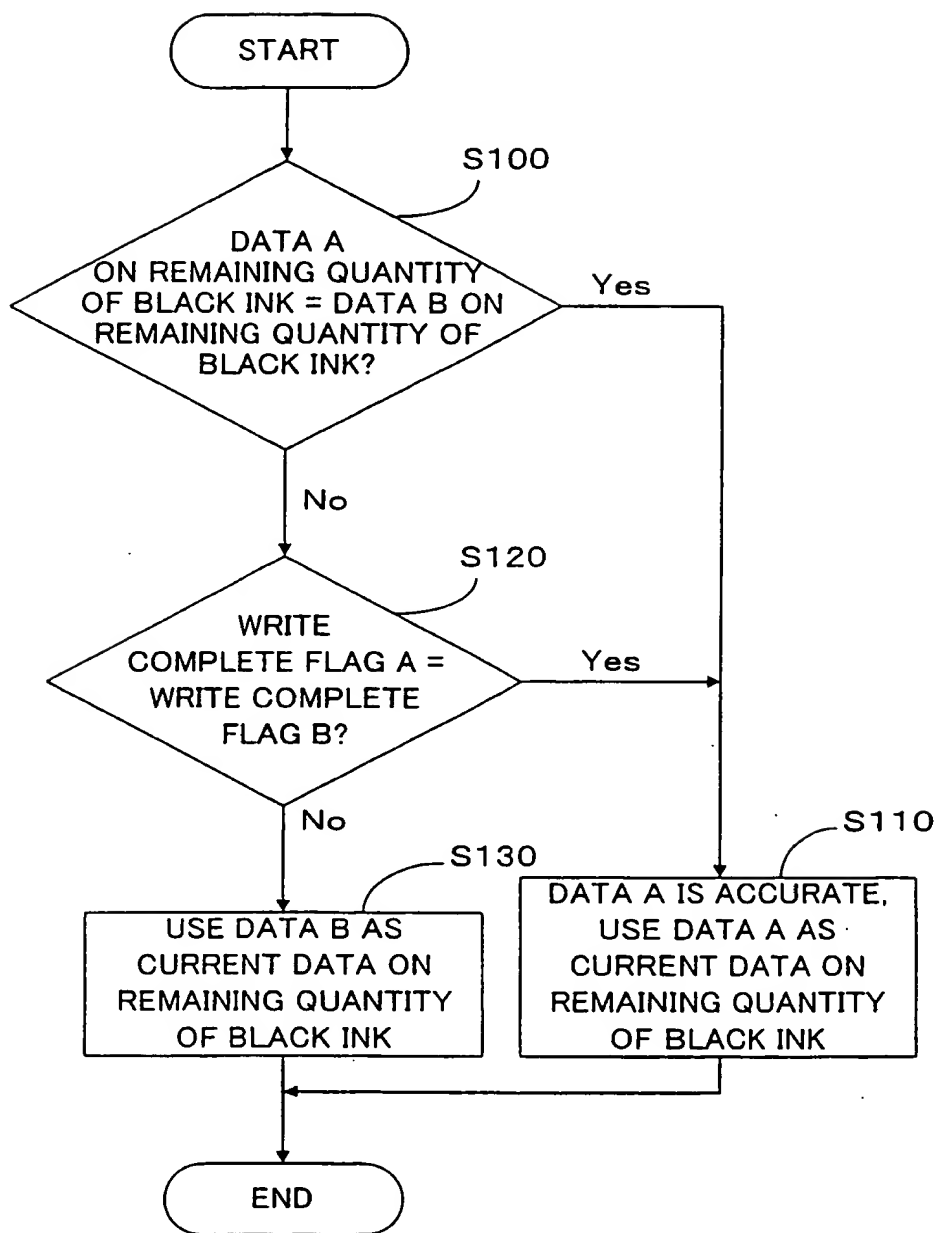 START
S100
DATA A
ON REMAINING QUANTITY
OF BLACK INK = DATA B ON
REMAINING QUANTITY OF
BLACK INK?
Yes
No
S120
WRITE
COMPLETE FLAG A =
WRITE COMPLETE
FLAG B?
Yes
No
S130
USE DATA B AS
CURRENT DATA ON
REMAINING QUANTITY
OF BLACK INK
S110
DATA A IS ACCURATE,
USE DATA A AS
CURRENT DATA ON
REMAINING QUANTITY
OF BLACK INK
END